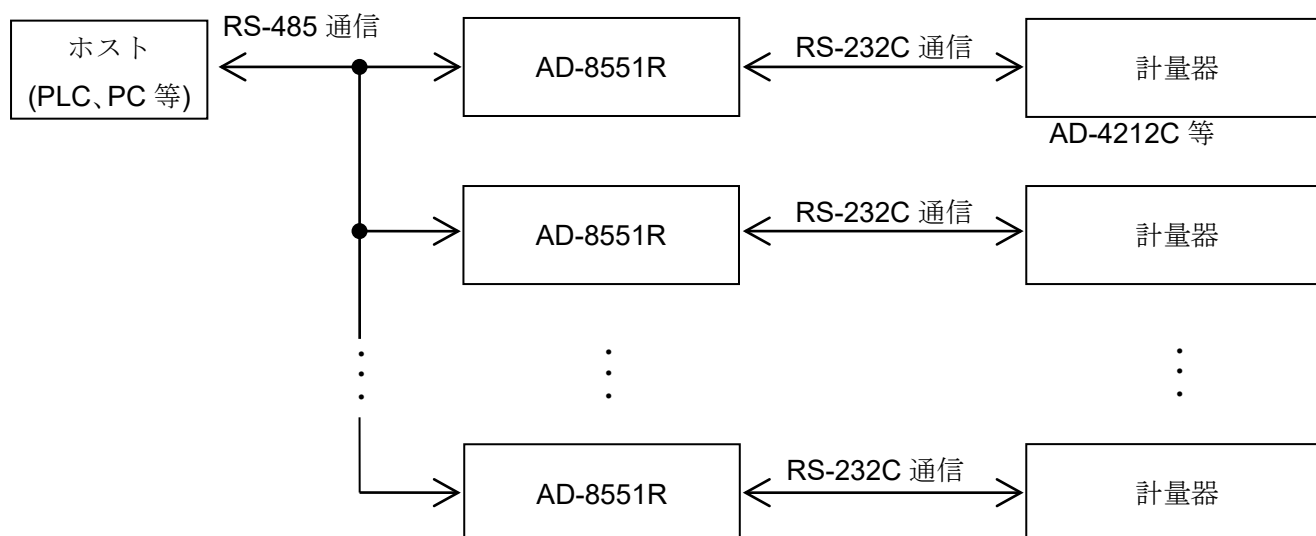 RS-485 通信
ホスト
(PLC、PC 等)
AD-8551R
RS-232C 通信
計量器
AD-4212C 等
AD-8551R
RS-232C 通信
計量器
AD-8551R
RS-232C 通信
計量器